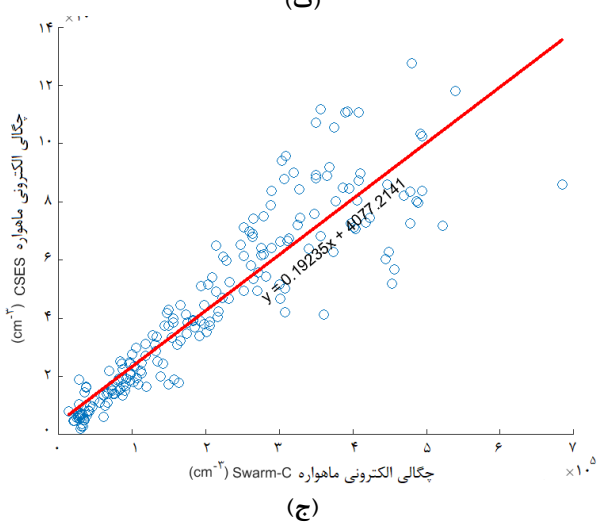 (ب)
۱۴
۱۲
۱۰
۸
۶
۴
۲
۰
چگالی الکترونی ماهواره CSES (cm⁻³)
y = 0.19235x + 4077.2141
۰ ۱ ۲ ۳ ۴ ۵ ۶ ۷
×۱۰⁵
چگالی الکترونی ماهواره Swarm-C (cm⁻³)
(ج)